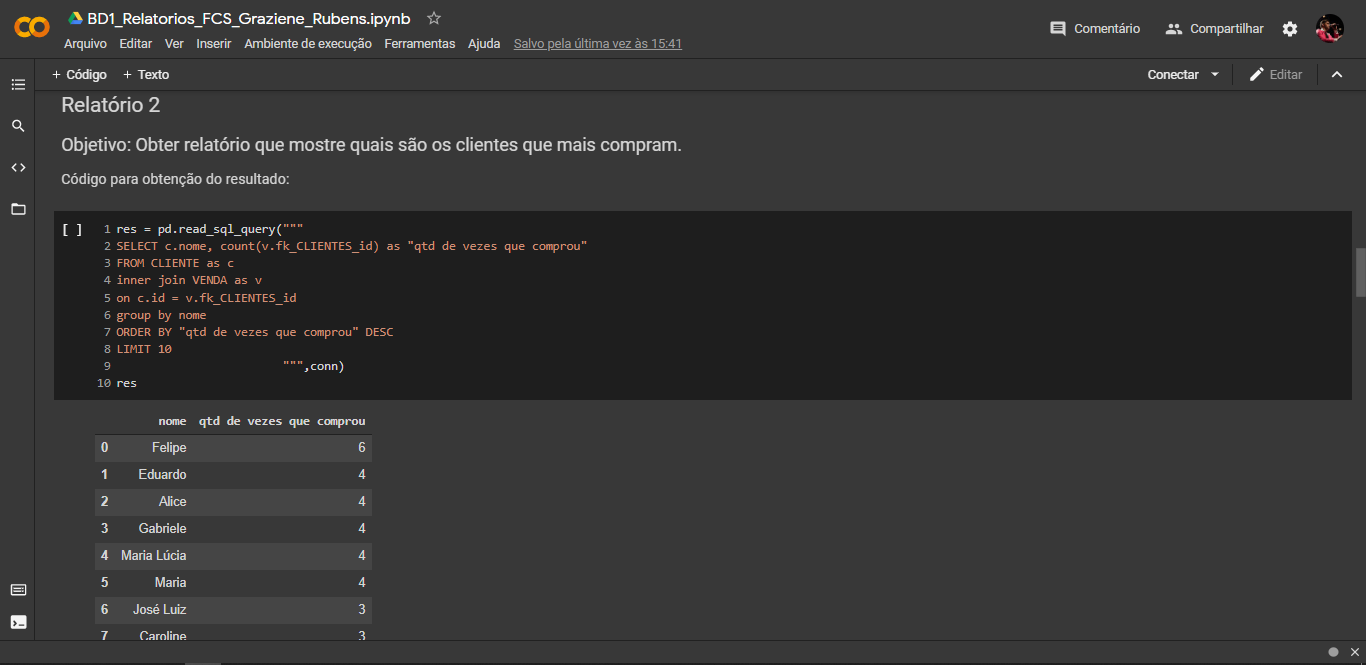 BD1_Relatorios_FCS_Graziene_Rubens.ipynb
Comentário Compartilhar
Arquivo Editar Ver Inserir Ambiente de execução Ferramentas Ajuda Salvo pela última vez às 15:41
+ Código + Texto Conectar Editar
Relatório 2
Objetivo: Obter relatório que mostre quais são os clientes que mais compram.
Código para obtenção do resultado:
[ ] 1 res = pd.read_sql_query("""
2 SELECT c.nome, count(v.fk_CLIENTES_id) as "qtd de vezes que comprou"
3 FROM CLIENTE as c
4 inner join VENDA as v
5 on c.id = v.fk_CLIENTES_id
6 group by nome
7 ORDER BY "qtd de vezes que comprou" DESC
8 LIMIT 10
9 """,conn)
10 res
nome qtd de vezes que comprou
0 Felipe 6
1 Eduardo 4
2 Alice 4
3 Gabriele 4
4 Maria Lúcia 4
5 Maria 4
6 José Luiz 3
7 Caroline 3